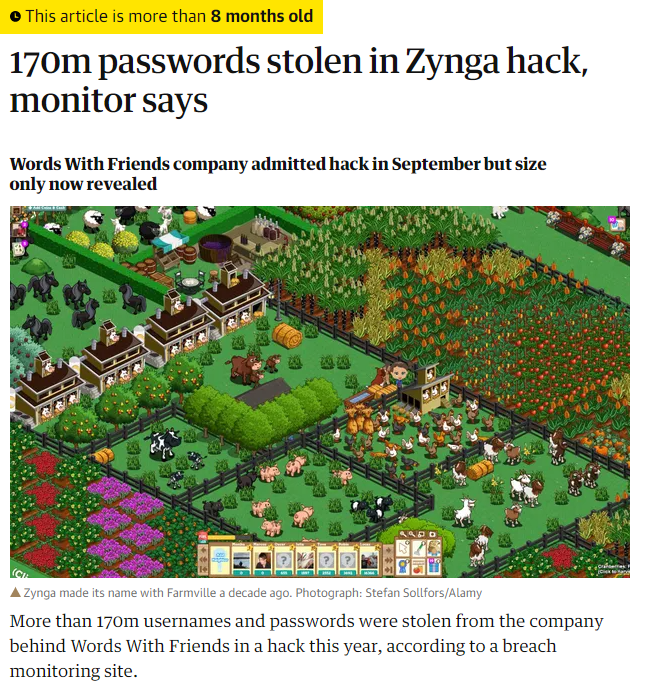 This article is more than 8 months old
170m passwords stolen in Zynga hack,
monitor says
Words With Friends company admitted hack in September but size
only now revealed
Zynga made its name with Farmville a decade ago. Photograph: Stefan Sollfors/Alamy
More than 170m usernames and passwords were stolen from the company
behind Words With Friends in a hack this year, according to a breach
monitoring site.